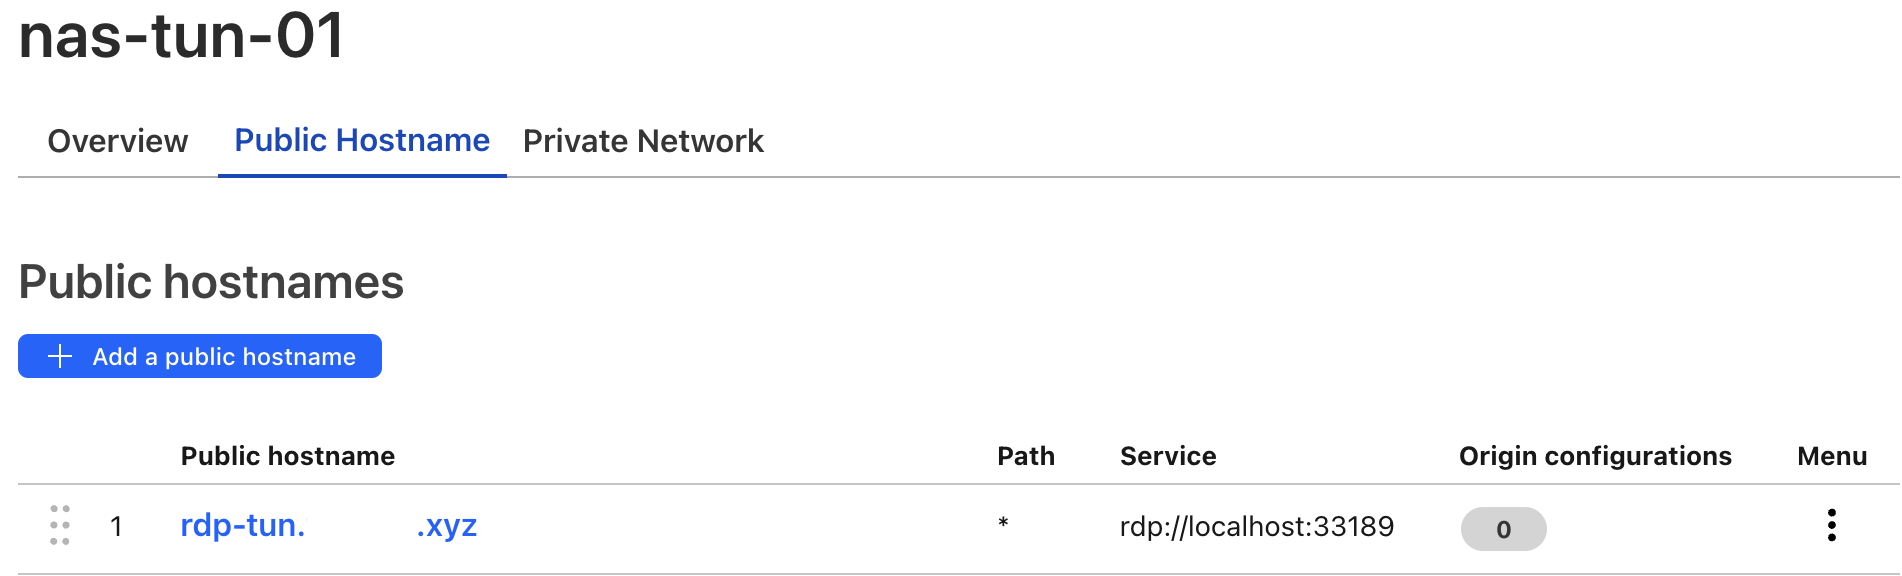 nas-tun-01
Overview Public Hostname Private Network
Public hostnames
+ Add a public hostname
Public hostname Path Service Origin configurations Menu
1 rdp-tun. .xyz * rdp://localhost:33189 0